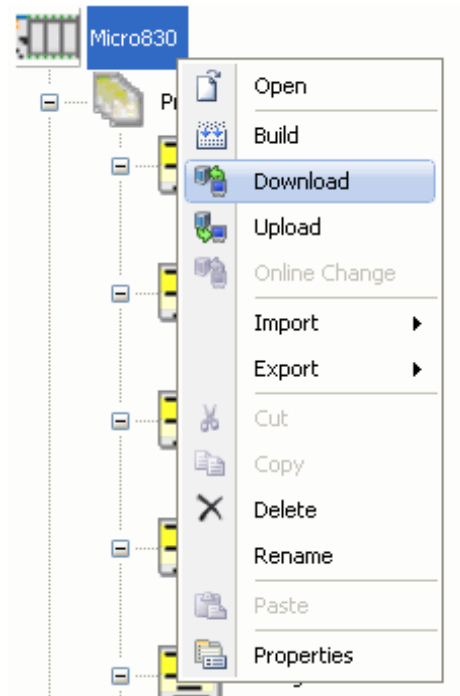 Micro830
Open
Build
Download
Upload
Online Change
Import
Export
Cut
Copy
Delete
Rename
Paste
Properties